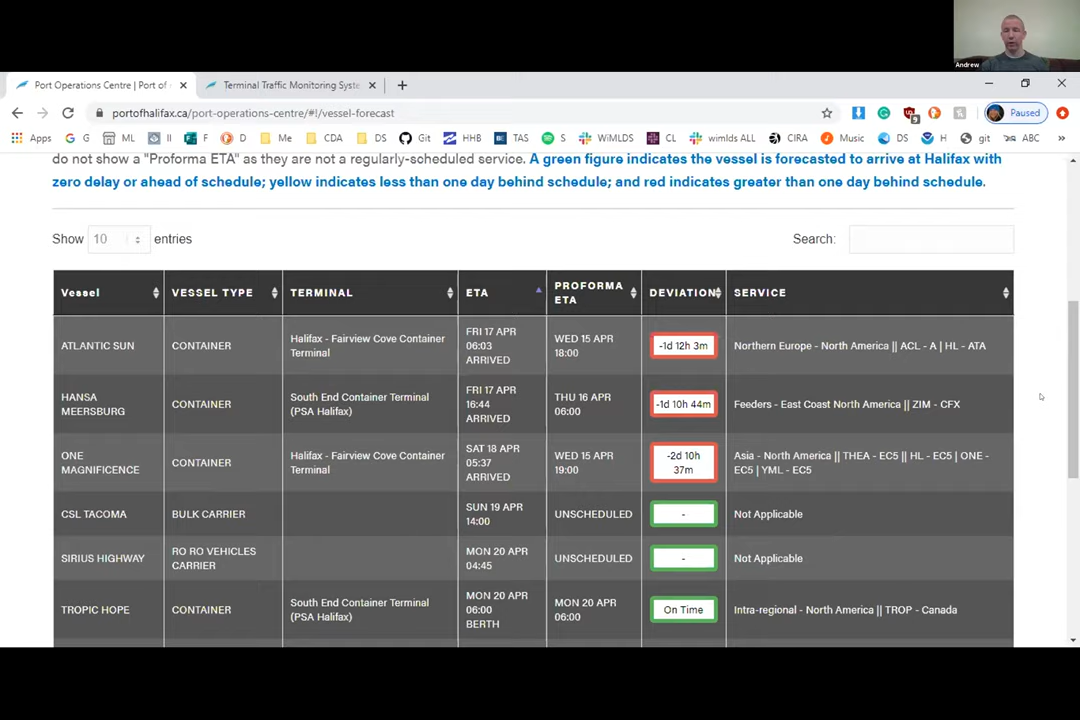 Andrew
Port Operations Centre | Port of
Terminal Traffic Monitoring Syste
portofhalifax.ca/port-operations-centre/#!/vessel-forecast
Paused
Apps G ML II F D Me CDA DS Git HHB TAS S WiMLDS CL wimlds ALL CIRA Music DS H git ABC
do not show a "Proforma ETA" as they are not a regularly-scheduled service. A green figure indicates the vessel is forecasted to arrive at Halifax with
zero delay or ahead of schedule; yellow indicates less than one day behind schedule; and red indicates greater than one day behind schedule.
Show 10 entries Search:
Vessel VESSEL TYPE TERMINAL ETA PROFORMA ETA DEVIATION SERVICE
ATLANTIC SUN CONTAINER Halifax - Fairview Cove Container Terminal FRI 17 APR 06:03 ARRIVED WED 15 APR 18:00 -1d 12h 3m Northern Europe - North America || ACL - A | HL - ATA
HANSA MEERSBURG CONTAINER South End Container Terminal (PSA Halifax) FRI 17 APR 16:44 ARRIVED THU 16 APR 06:00 -1d 10h 44m Feeders - East Coast North America || ZIM - CFX
ONE MAGNIFICENCE CONTAINER Halifax - Fairview Cove Container Terminal SAT 18 APR 05:37 ARRIVED WED 15 APR 19:00 -2d 10h 37m Asia - North America || THEA - EC5 || HL - EC5 | ONE - EC5 | YML - EC5
CSL TACOMA BULK CARRIER SUN 19 APR 14:00 UNSCHEDULED - Not Applicable
SIRIUS HIGHWAY RO RO VEHICLES CARRIER MON 20 APR 04:45 UNSCHEDULED - Not Applicable
TROPIC HOPE CONTAINER South End Container Terminal (PSA Halifax) MON 20 APR 06:00 BERTH MON 20 APR 06:00 On Time Intra-regional - North America || TROP - Canada